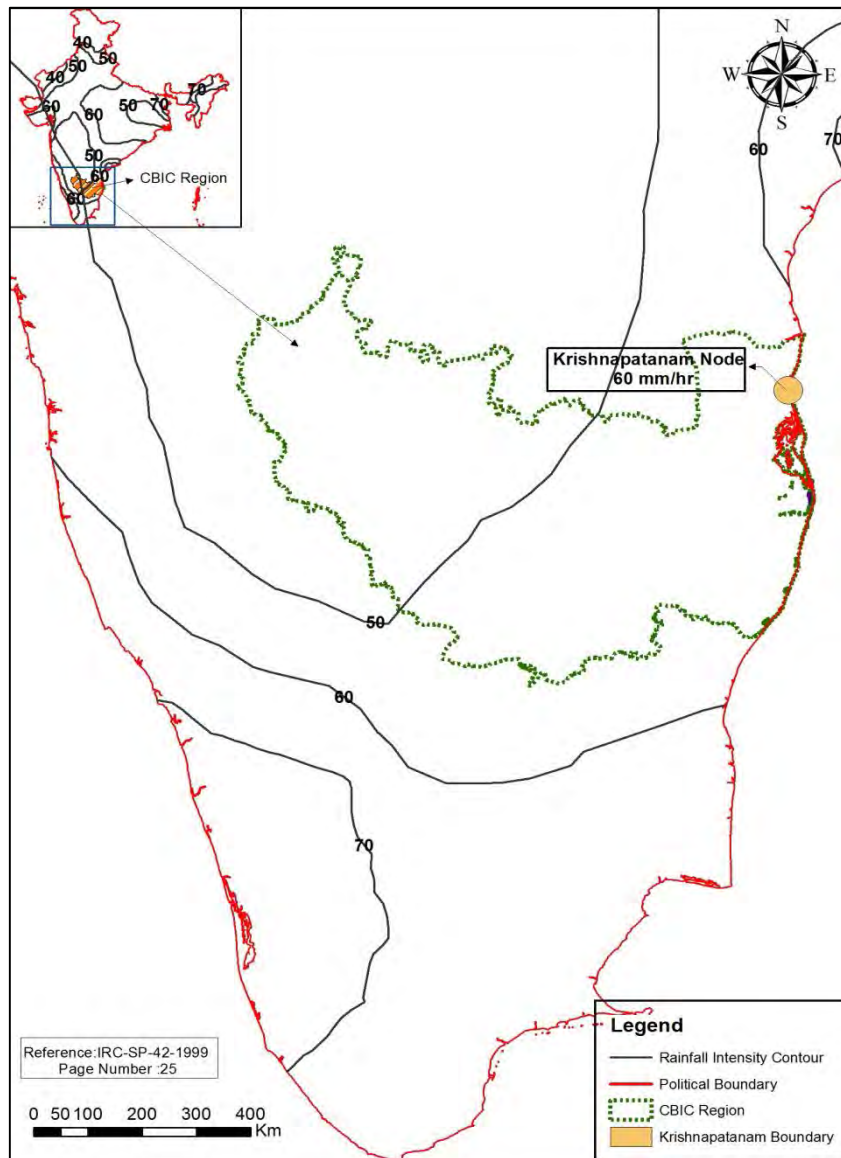 40
50
50
40
60
50
70
70
60
50
60
60
CBIC Region
N
W
E
S
60
70
Krishnapatanam Node
60 mm/hr
50
60
70
Reference:IRC-SP-42-1999
Page Number :25
0 50 100 200 300 400
Km
Legend
Rainfall Intensity Contour
Political Boundary
CBIC Region
Krishnapatanam Boundary